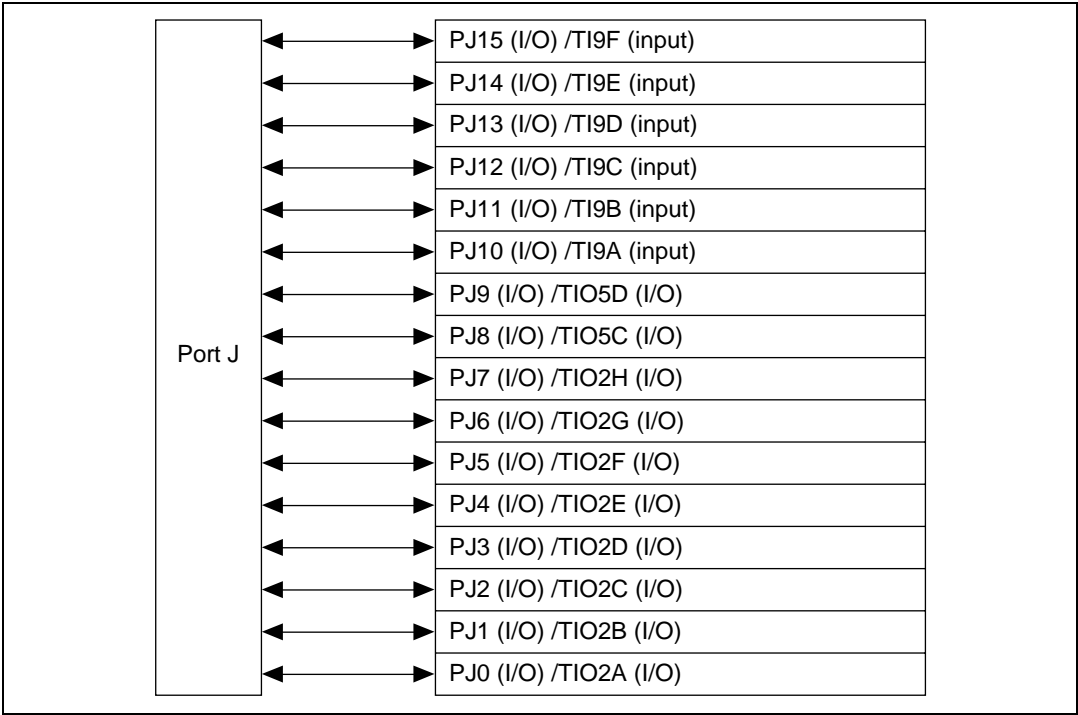 PJ15 (I/O) /TI9F (input)
PJ14 (I/O) /TI9E (input)
PJ13 (I/O) /TI9D (input)
PJ12 (I/O) /TI9C (input)
PJ11 (I/O) /TI9B (input)
PJ10 (I/O) /TI9A (input)
PJ9 (I/O) /TIO5D (I/O)
PJ8 (I/O) /TIO5C (I/O)
Port J
PJ7 (I/O) /TIO2H (I/O)
PJ6 (I/O) /TIO2G (I/O)
PJ5 (I/O) /TIO2F (I/O)
PJ4 (I/O) /TIO2E (I/O)
PJ3 (I/O) /TIO2D (I/O)
PJ2 (I/O) /TIO2C (I/O)
PJ1 (I/O) /TIO2B (I/O)
PJ0 (I/O) /TIO2A (I/O)